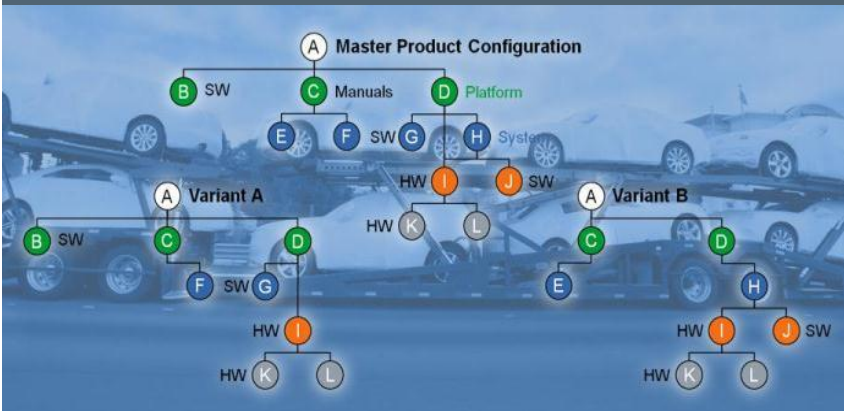 A Master Product Configuration
B SW C Manuals D Platform
E F SW G H System
HW I J SW
HW K L
A Variant A
B SW C D
F SW G
HW I
HW K L
A Variant B
C D
E H
HW I J SW
HW K L